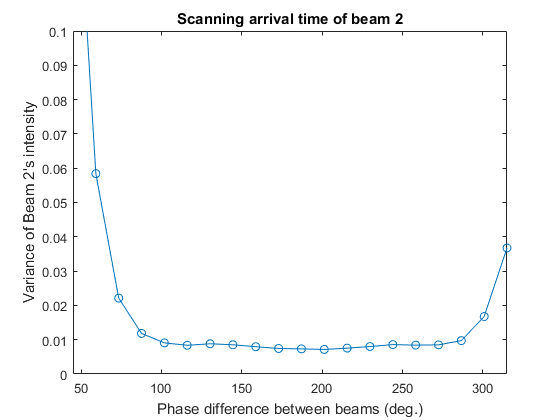 Scanning arrival time of beam 2
0.1
0.09
0.08
0.07
0.06
0.05
0.04
0.03
0.02
0.01
0
Variance of Beam 2's intensity
50 100 150 200 250 300
Phase difference between beams (deg.)